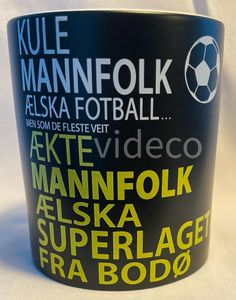 KULE
MANNFOLK
ÆLSKA FOTBALL...
MEN SOM DE FLESTE VEIT
ÆKTE
videco
MANNFOLK
ÆLSKA
SUPERLAGET
FRA BODØ